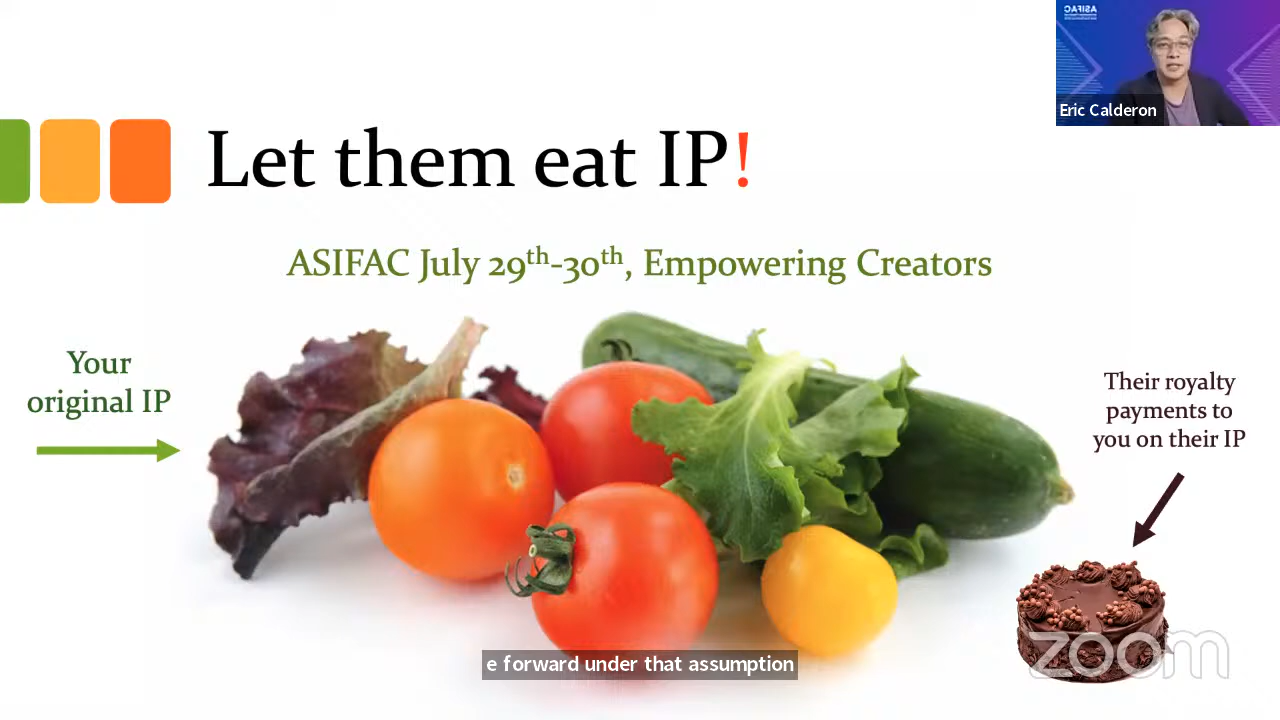 ASIFAC
Eric Calderon
Let them eat IP!
ASIFAC July 29th-30th, Empowering Creators
Your
original IP
Their royalty
payments to
you on their IP
e forward under that assumption
zoom